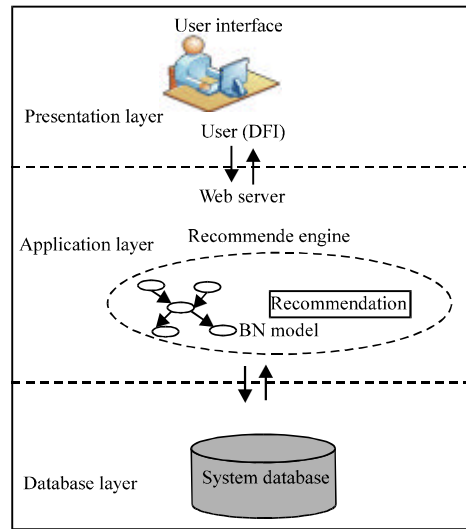 User interface
Presentation layer
User (DFI)
Web server
Application layer
Recommende engine
Recommendation
BN model
System database
Database layer